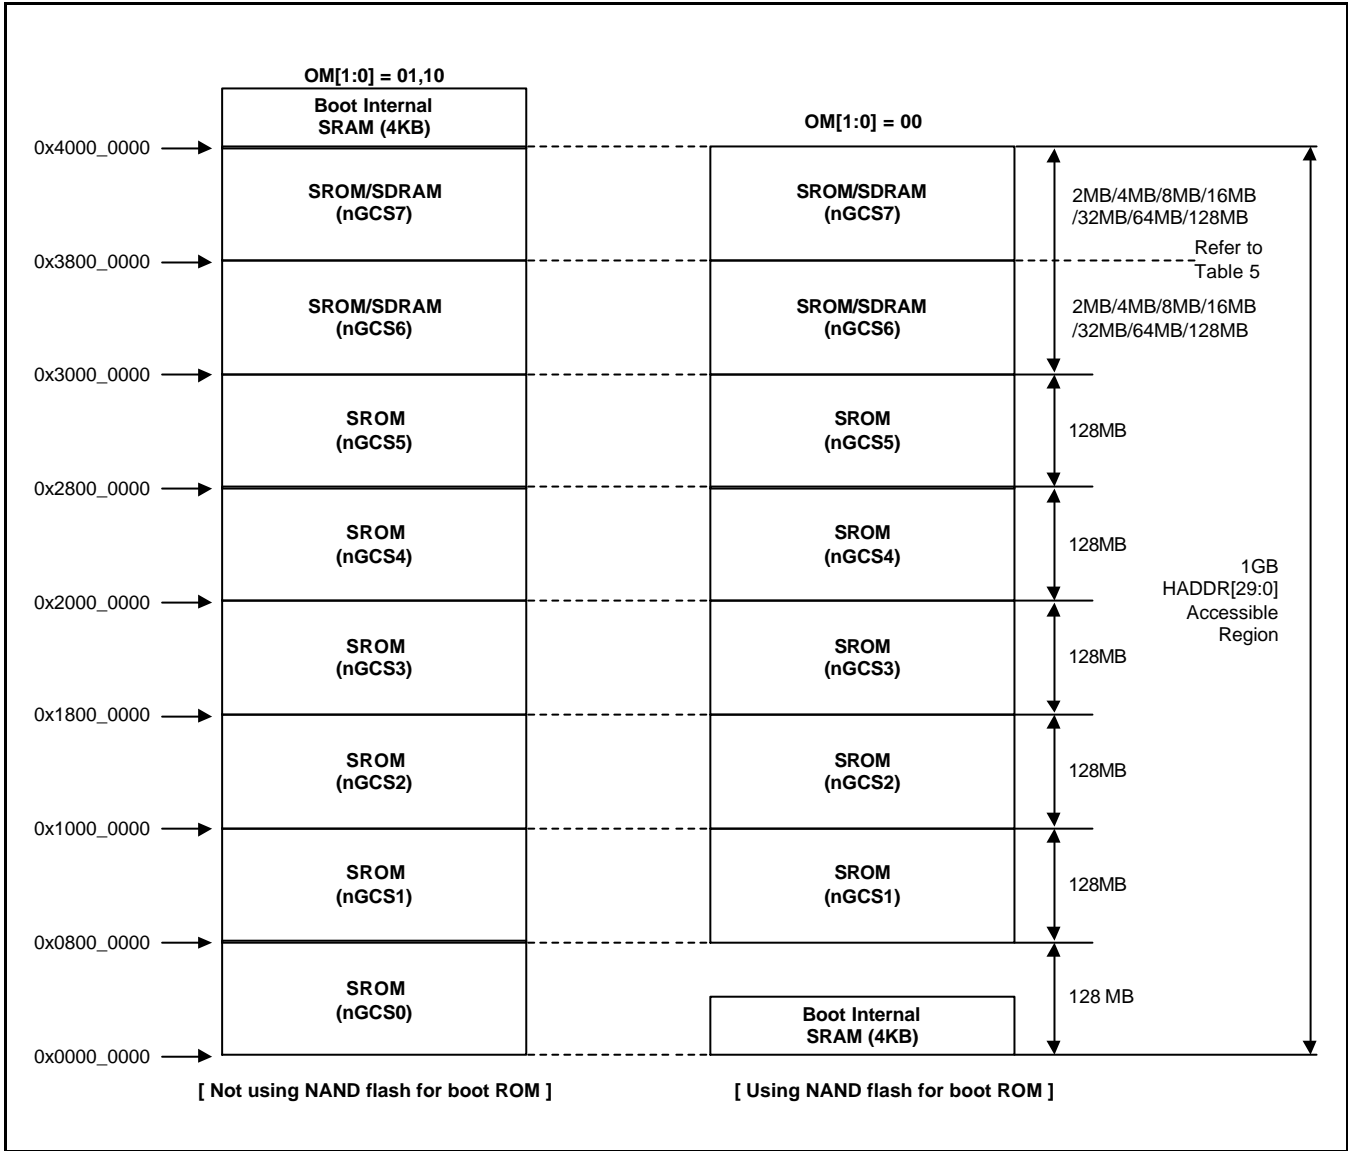 OM[1:0] = 01,10
Boot Internal
SRAM (4KB)
OM[1:0] = 00
0x4000_0000
SROM/SDRAM
(nGCS7)
SROM/SDRAM
(nGCS7)
2MB/4MB/8MB/16MB
/32MB/64MB/128MB
0x3800_0000
Refer to
Table 5
SROM/SDRAM
(nGCS6)
SROM/SDRAM
(nGCS6)
2MB/4MB/8MB/16MB
/32MB/64MB/128MB
0x3000_0000
SROM
(nGCS5)
SROM
(nGCS5)
128MB
0x2800_0000
SROM
(nGCS4)
SROM
(nGCS4)
128MB
1GB
HADDR[29:0]
Accessible
Region
0x2000_0000
SROM
(nGCS3)
SROM
(nGCS3)
128MB
0x1800_0000
SROM
(nGCS2)
SROM
(nGCS2)
128MB
0x1000_0000
SROM
(nGCS1)
SROM
(nGCS1)
128MB
0x0800_0000
SROM
(nGCS0)
Boot Internal
SRAM (4KB)
128 MB
0x0000_0000
[ Not using NAND flash for boot ROM ]
[ Using NAND flash for boot ROM ]